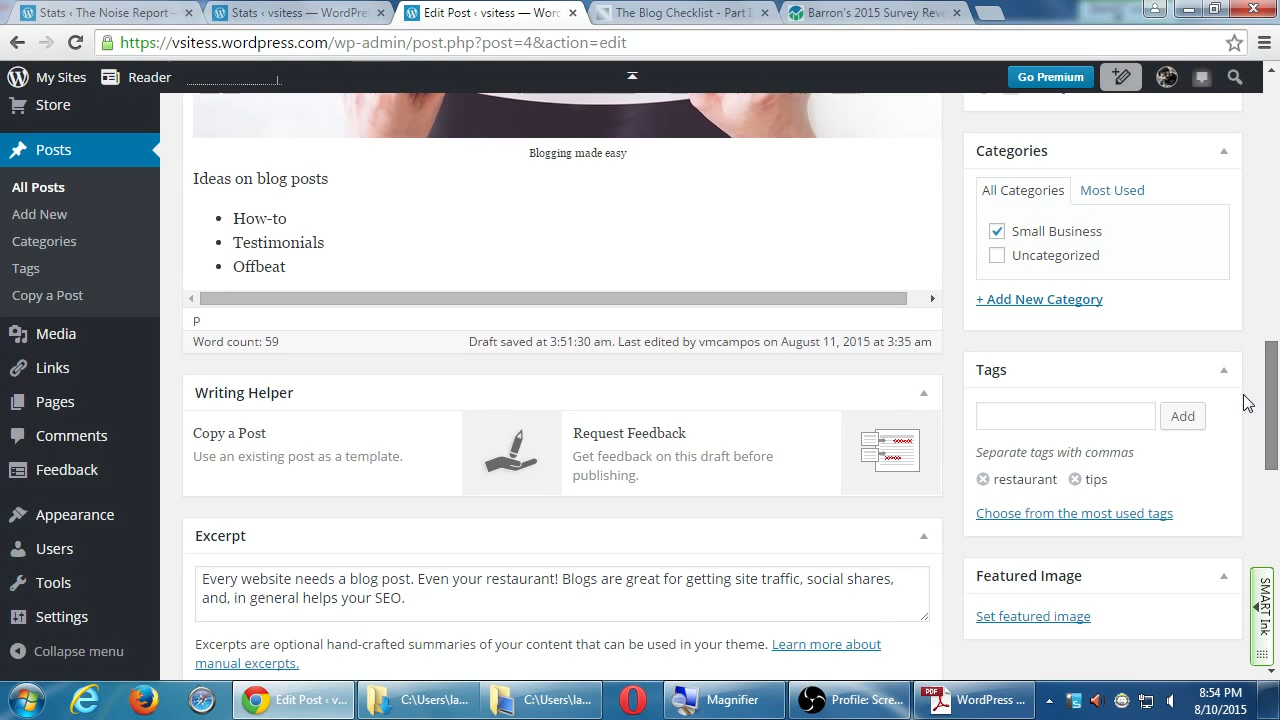 Stats ‹ The Noise Report —
Stats ‹ vsitess — WordPre
Edit Post ‹ vsitess — Wor
The Blog Checklist - Part I
Barron's 2015 Survey Reve
https://vsitess.wordpress.com/wp-admin/post.php?post=4&action=edit
My Sites
Reader
Go Premium
Store
Posts
All Posts
Add New
Categories
Tags
Copy a Post
Media
Links
Pages
Comments
Feedback
Appearance
Users
Tools
Settings
Collapse menu
Blogging made easy
Ideas on blog posts
How-to
Testimonials
Offbeat
p
Word count: 59
Draft saved at 3:51:30 am. Last edited by vmcampos on August 11, 2015 at 3:35 am
Writing Helper
Copy a Post
Use an existing post as a template.
Request Feedback
Get feedback on this draft before
publishing.
Excerpt
Every website needs a blog post. Even your restaurant! Blogs are great for getting site traffic, social shares,
and, in general helps your SEO.
Excerpts are optional hand-crafted summaries of your content that can be used in your theme. Learn more about
manual excerpts.
Categories
All Categories
Most Used
Small Business
Uncategorized
+ Add New Category
Tags
Add
Separate tags with commas
restaurant
tips
Choose from the most used tags
Featured Image
Set featured image
SMART Ink
Edit Post ‹ v...
C:\Users\la...
C:\Users\la...
Magnifier
Profile: Scre...
PDF
WordPress ...
8:54 PM
8/10/2015